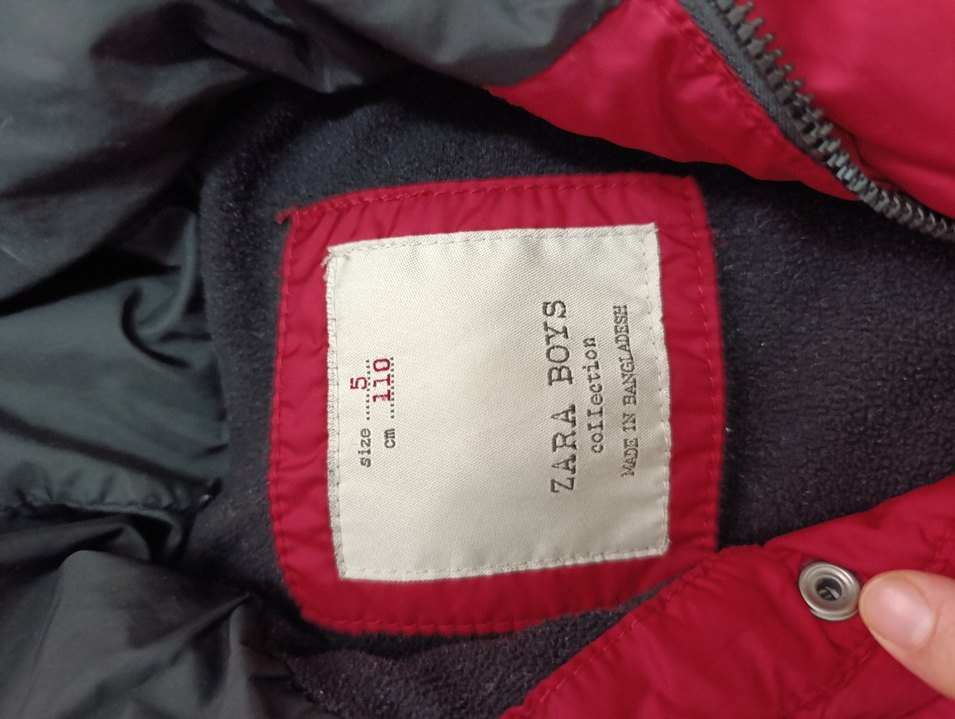 size ..... 5
cm ..... 110
ZARA BOYS
collection
MADE IN BANGLADESH